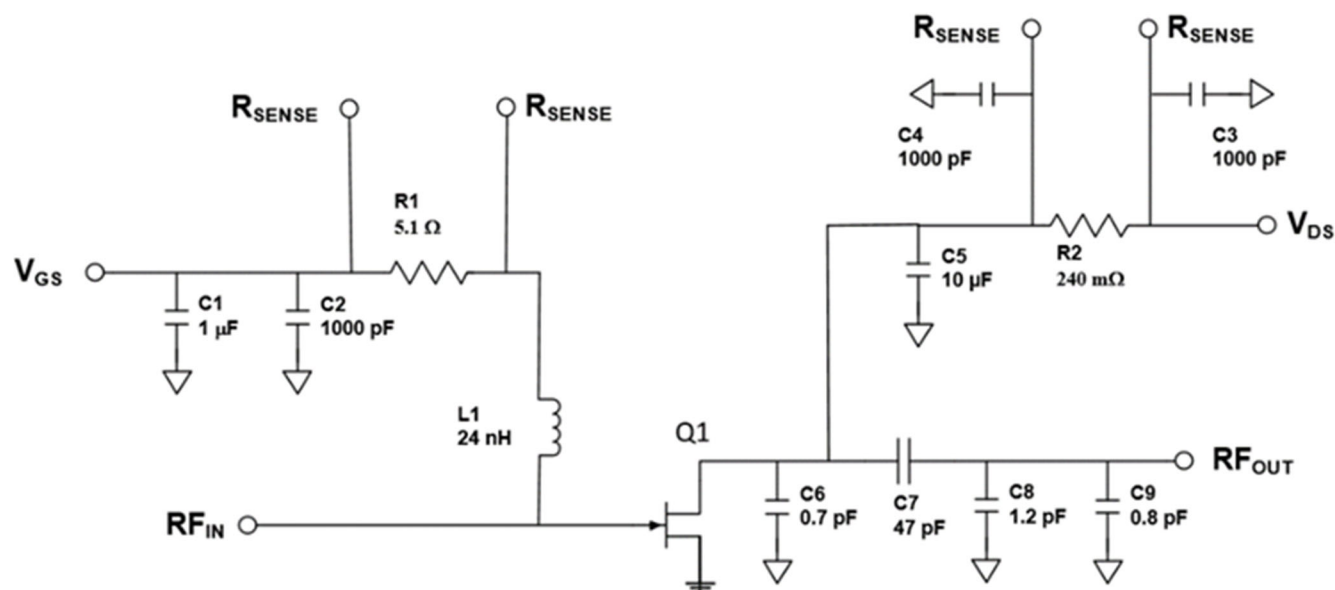 RSENSE
RSENSE
C4
1000 pF
C3
1000 pF
RSENSE
RSENSE
R1
5.1 Ω
VGS
C1
1 μF
C2
1000 pF
VDS
R2
240 mΩ
C5
10 μF
L1
24 nH
Q1
RFIN
RFOUT
C6
0.7 pF
C7
47 pF
C8
1.2 pF
C9
0.8 pF